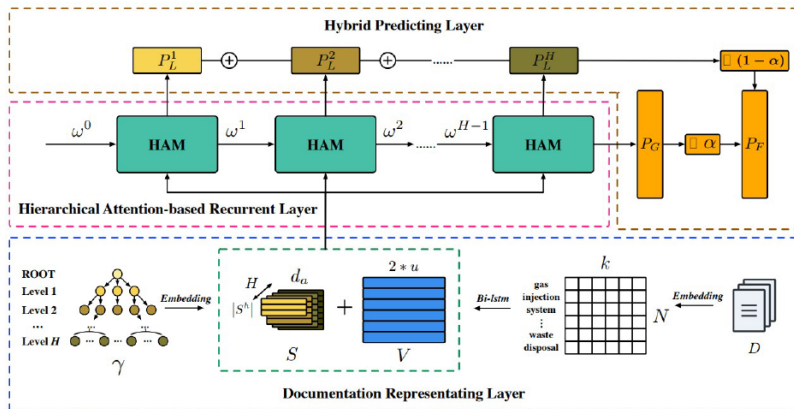 Hybrid Predicting Layer
P_L^1
P_L^2
......
P_L^H
(1 − α)
ω^0
HAM
ω^1
HAM
ω^2
......
ω^{H−1}
HAM
P_G
α
P_F
Hierarchical Attention-based Recurrent Layer
ROOT
Level 1
Level 2
...
Level H
... ... ... ...
γ
Embedding
H
d_a
|S^h|
S
+
2 * u
V
Bi-lstm
k
gas
injection
system
⋮
waste
disposal
N
Embedding
D
Documentation Representating Layer